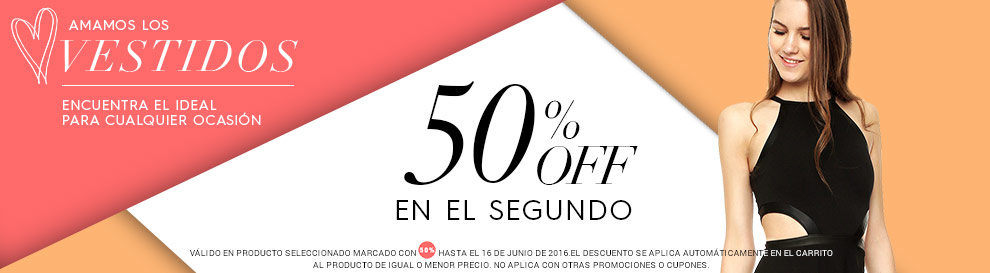 AMAMOS LOS
VESTIDOS
ENCUENTRA EL IDEAL
PARA CUALQUIER OCASIÓN
50%
OFF
EN EL SEGUNDO
VÁLIDO EN PRODUCTO SELECCIONADO MARCADO CON 50% HASTA EL 16 DE JUNIO DE 2016.EL DESCUENTO SE APLICA AUTOMÁTICAMENTE EN EL CARRITO
AL PRODUCTO DE IGUAL O MENOR PRECIO. NO APLICA CON OTRAS PROMOCIONES O CUPONES.